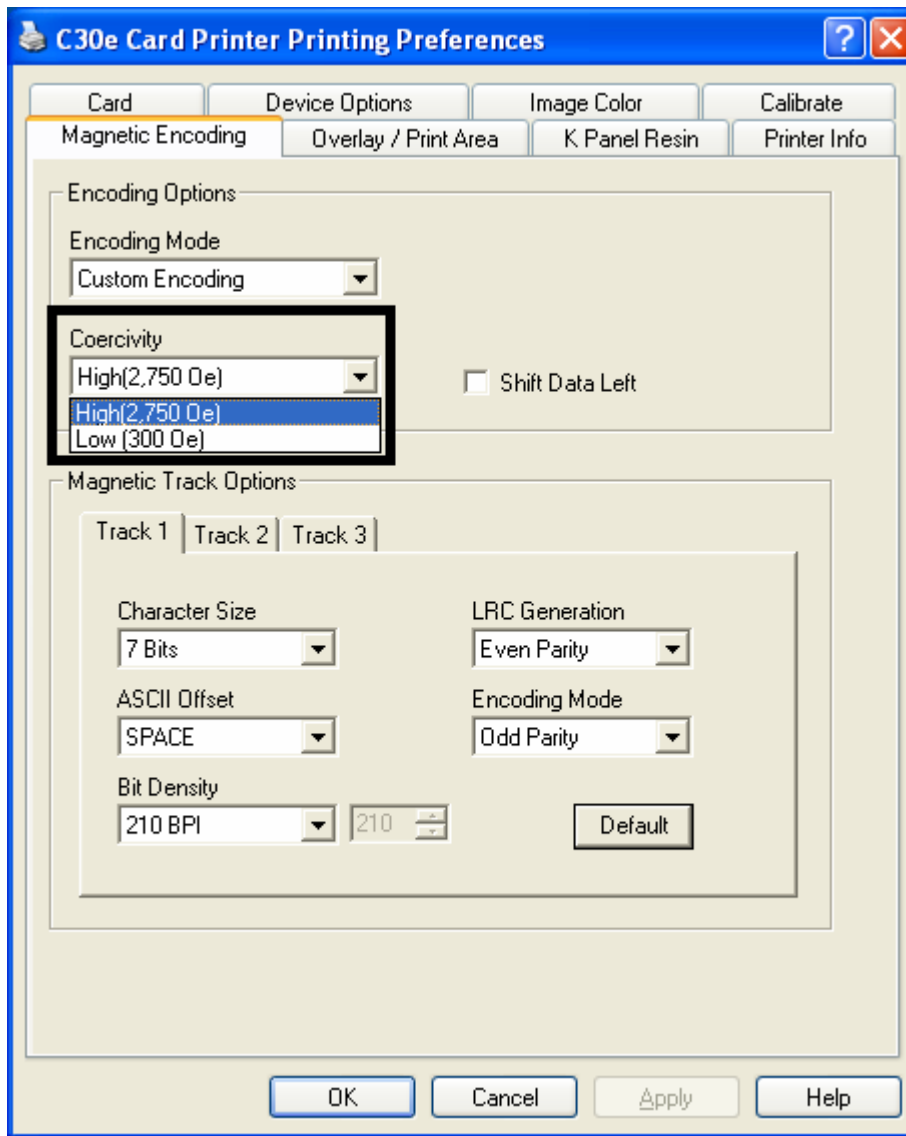 C30e Card Printer Printing Preferences
Card Device Options Image Color Calibrate
Magnetic Encoding Overlay / Print Area K Panel Resin Printer Info
Encoding Options
Encoding Mode
Custom Encoding
Coercivity
High(2,750 Oe) Shift Data Left
High(2,750 Oe)
Low (300 Oe)
Magnetic Track Options
Track 1 Track 2 Track 3
Character Size LRC Generation
7 Bits Even Parity
ASCII Offset Encoding Mode
SPACE Odd Parity
Bit Density
210 BPI 210 Default
OK Cancel Apply Help